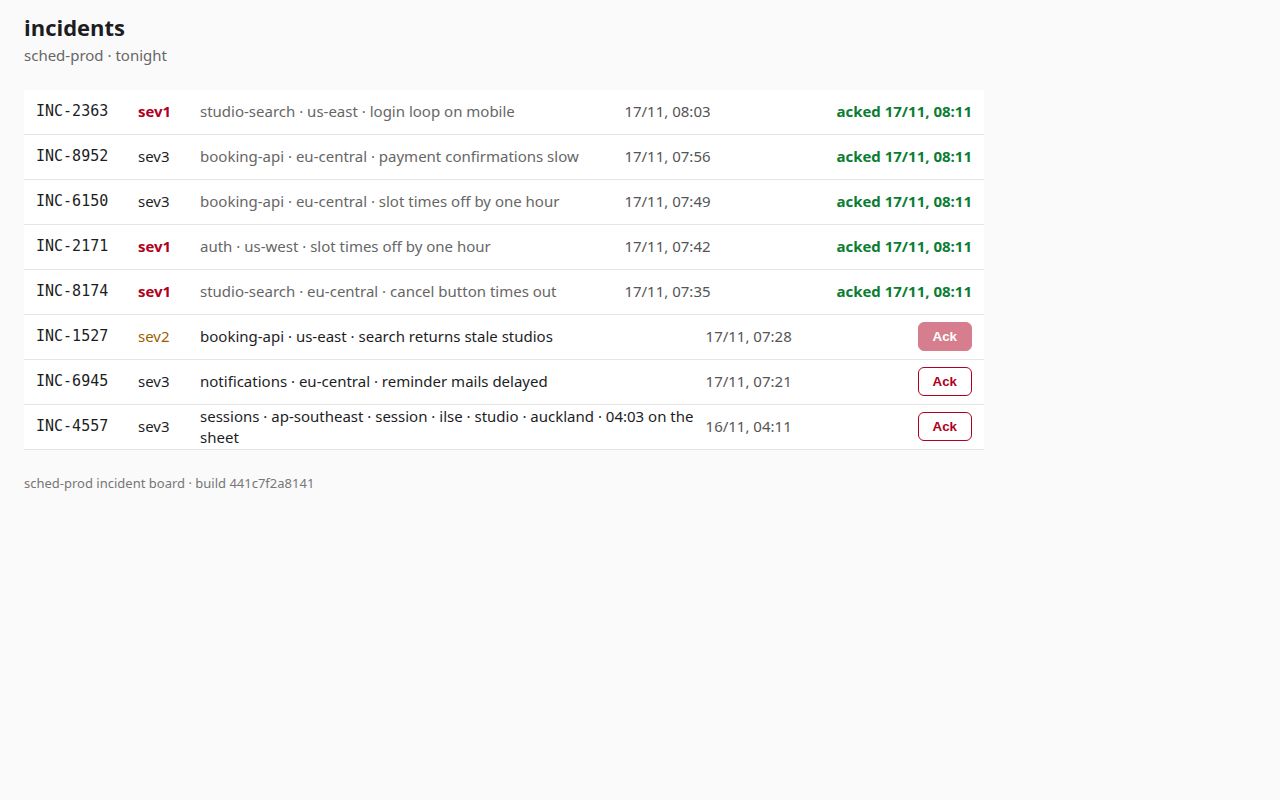 incidents
sched-prod · tonight
INC-2363 sev1 studio-search · us-east · login loop on mobile 17/11, 08:03 acked 17/11, 08:11
INC-8952 sev3 booking-api · eu-central · payment confirmations slow 17/11, 07:56 acked 17/11, 08:11
INC-6150 sev3 booking-api · eu-central · slot times off by one hour 17/11, 07:49 acked 17/11, 08:11
INC-2171 sev1 auth · us-west · slot times off by one hour 17/11, 07:42 acked 17/11, 08:11
INC-8174 sev1 studio-search · eu-central · cancel button times out 17/11, 07:35 acked 17/11, 08:11
INC-1527 sev2 booking-api · us-east · search returns stale studios 17/11, 07:28 Ack
INC-6945 sev3 notifications · eu-central · reminder mails delayed 17/11, 07:21 Ack
INC-4557 sev3 sessions · ap-southeast · session · ilse · studio · auckland · 04:03 on the 16/11, 04:11 Ack
sheet
sched-prod incident board · build 441c7f2a8141